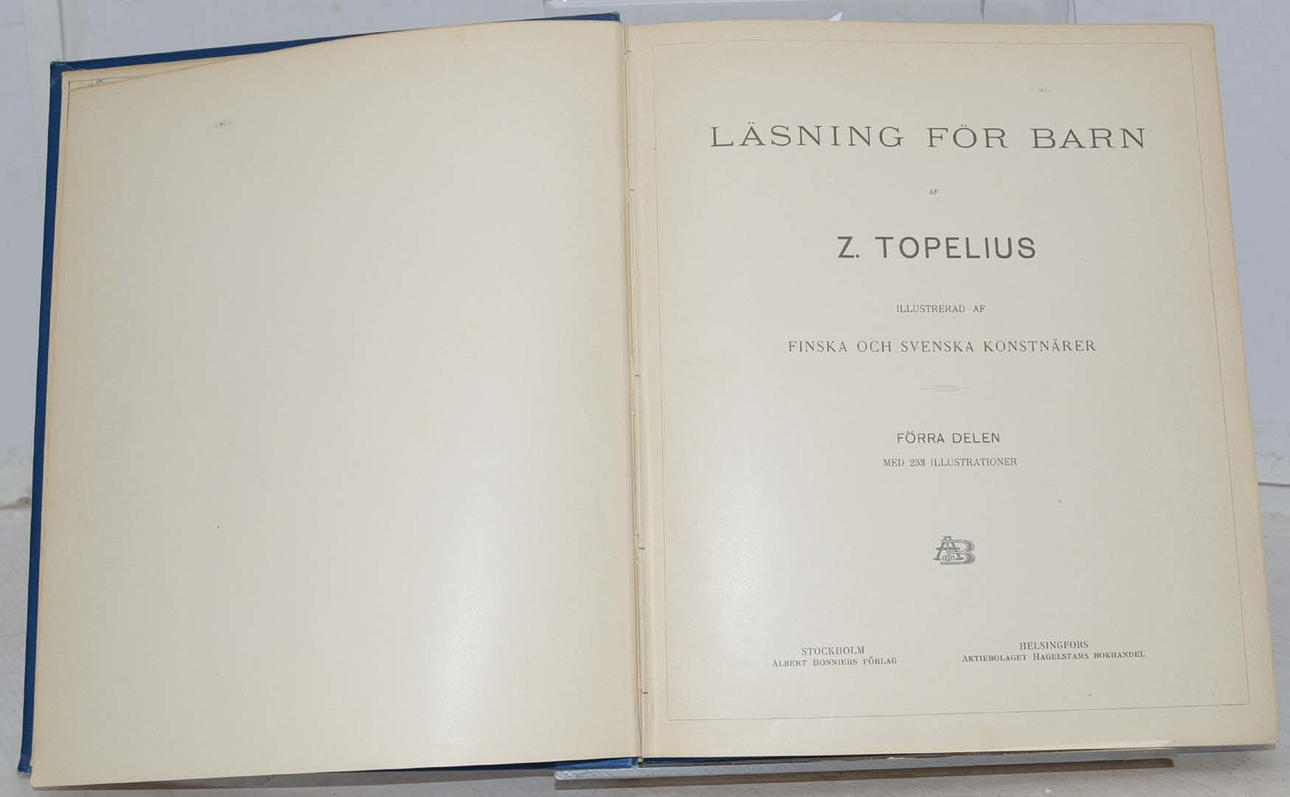 LÄSNING FÖR BARN
AF
Z. TOPELIUS
ILLUSTRERAD AF
FINSKA OCH SVENSKA KONSTNÄRER
FÖRRA DELEN
MED 233 ILLUSTRATIONER
STOCKHOLM
ALBERT BONNIERS FÖRLAG
HELSINGFORS
AKTIEBOLAGET HAGELSTAMS BOKHANDEL